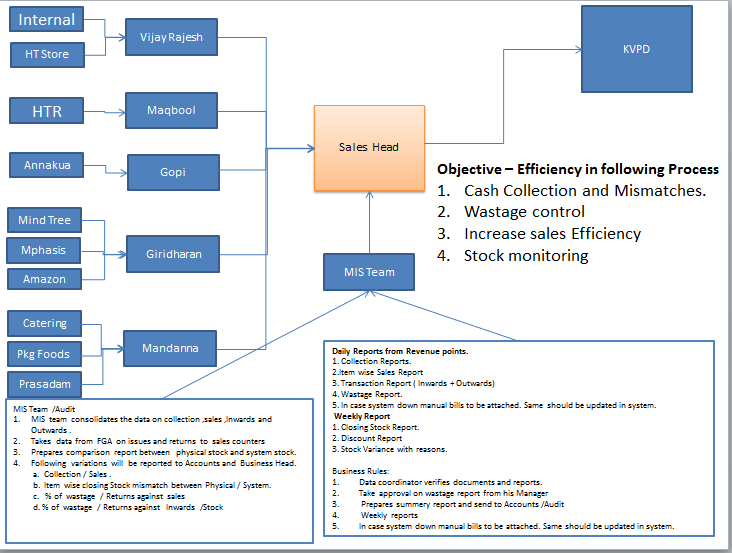 Internal
HT Store
Vijay Rajesh
KVPD
HTR
Maqbool
Sales Head
Annakua
Gopi
Objective – Efficiency in following Process
1. Cash Collection and Mismatches.
2. Wastage control
3. Increase sales Efficiency
4. Stock monitoring
Mind Tree
Mphasis
Amazon
Giridharan
MIS Team
Catering
Pkg Foods
Prasadam
Mandanna
MIS Team /Audit
1. MIS team consolidates the data on collection ,sales ,Inwards and
Outwards .
2. Takes data from FGA on issues and returns to sales counters
3. Prepares comparison report between physical stock and system stock.
4. Following variations will be reported to Accounts and Business Head.
a. Collection / Sales .
b. Item wise closing Stock mismatch between Physical / System.
c. % of wastage / Returns against sales
d. % of wastage / Returns against Inwards /Stock
Daily Reports from Revenue points.
1. Collection Reports.
2.Item wise Sales Report
3. Transaction Report ( Inwards + Outwards)
4. Wastage Report.
5. In case system down manual bills to be attached. Same should be updated in system.
Weekly Report
1. Closing Stock Report.
2. Discount Report
3. Stock Variance with reasons.
Business Rules:
1. Data coordinator verifies documents and reports.
2. Take approval on wastage report from his Manager
3. Prepares summery report and send to Accounts /Audit
4. Weekly reports
5. In case system down manual bills to be attached. Same should be updated in system.